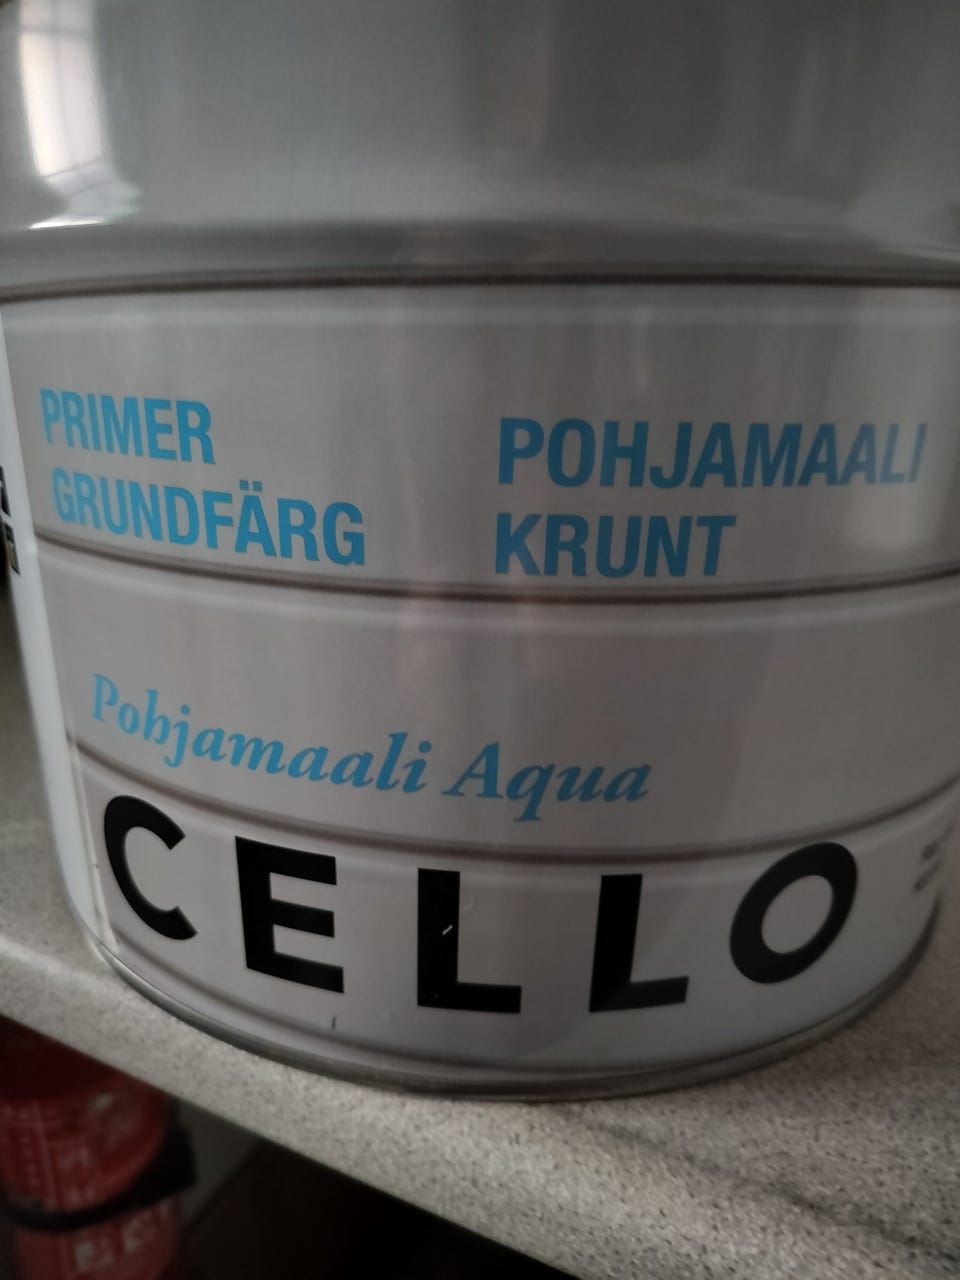 PRIMER
GRUNDFÄRG
POHJAMAALI
KRUNT
Pohjamaali Aqua
CELLO